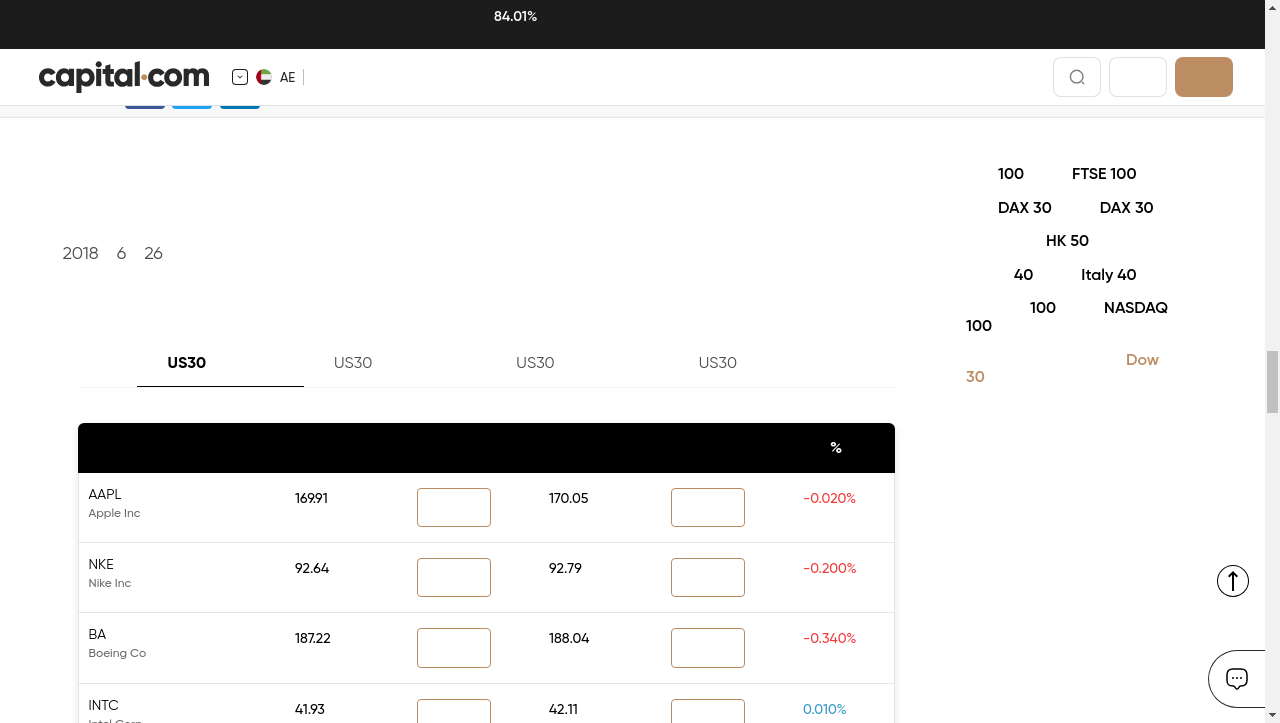 84.01%
capital.com
AE
100 FTSE 100
DAX 30 DAX 30
HK 50
40 Italy 40
100 NASDAQ
100
Dow
30
2018 6 26
US30 US30 US30 US30
%
AAPL 169.91 170.05 -0.020%
Apple Inc
NKE 92.64 92.79 -0.200%
Nike Inc
BA 187.22 188.04 -0.340%
Boeing Co
INTC 41.93 42.11 0.010%
Intel Corp